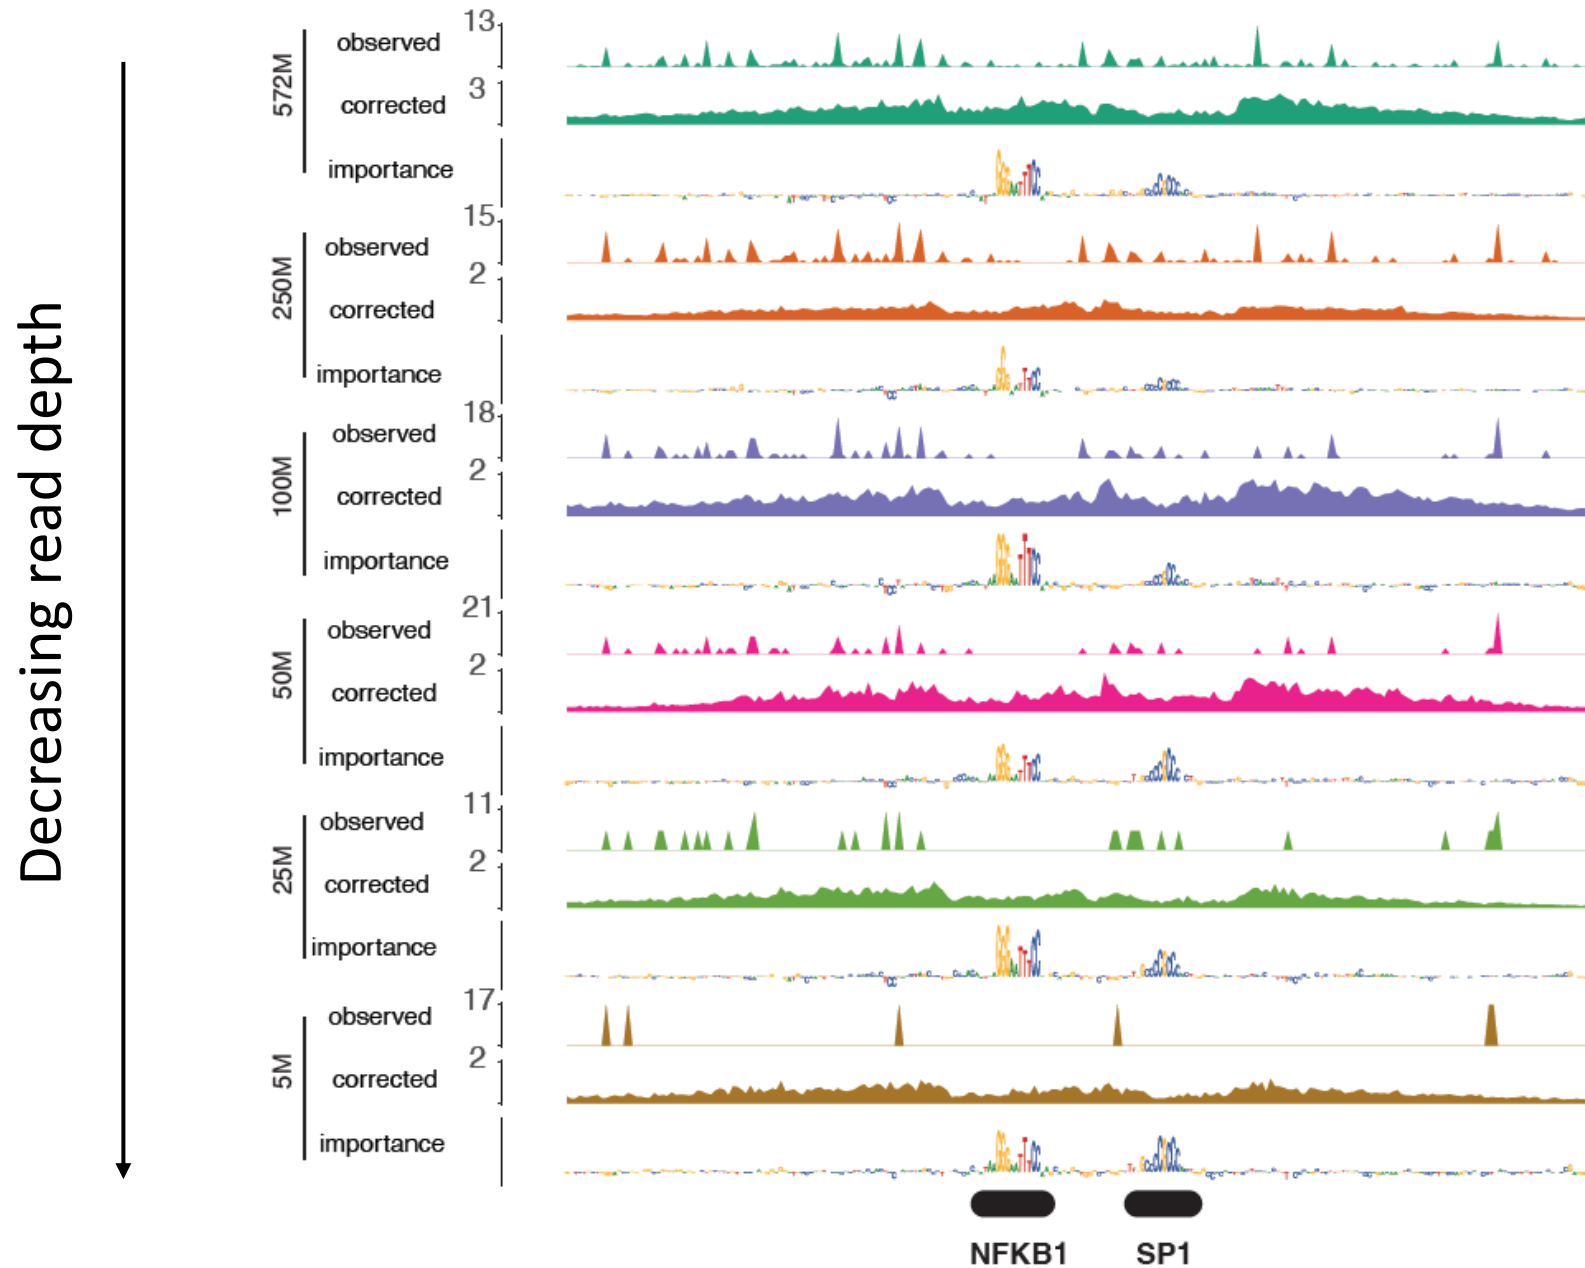 Decreasing read depth
572M
observed
13
corrected
3
importance
250M
observed
15
corrected
2
importance
100M
observed
18
corrected
2
importance
50M
observed
21
corrected
2
importance
25M
observed
11
corrected
2
importance
5M
observed
17
corrected
2
importance
NFKB1
SP1